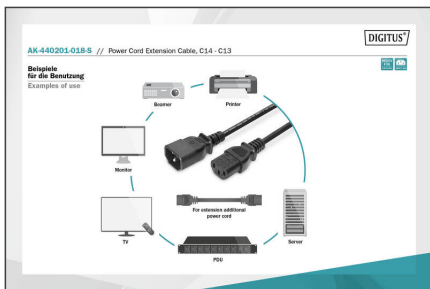 DIGITUS®
AK-440201-018-S // Power Cord Extension Cable, C14 - C13
Beispiele
für die Benutzung
Examples of use
Beamer
Printer
Monitor
For extension additional
power cord
TV
Server
PDU